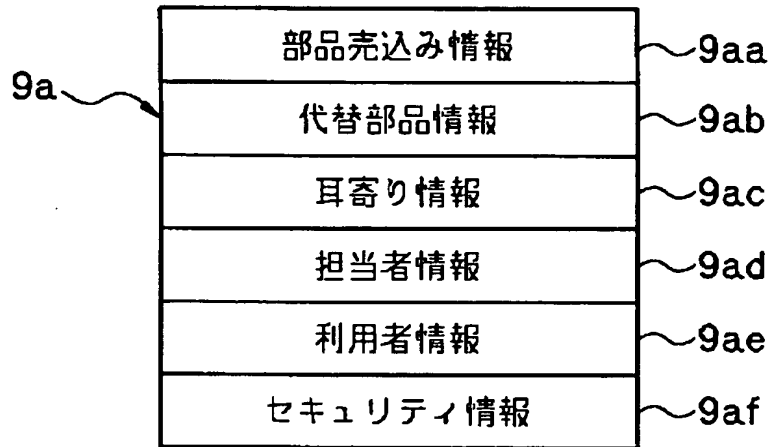 部品売込み情報 9aa
9a
代替部品情報 9ab
耳寄り情報 9ac
担当者情報 9ad
利用者情報 9ae
セキュリティ情報 9af